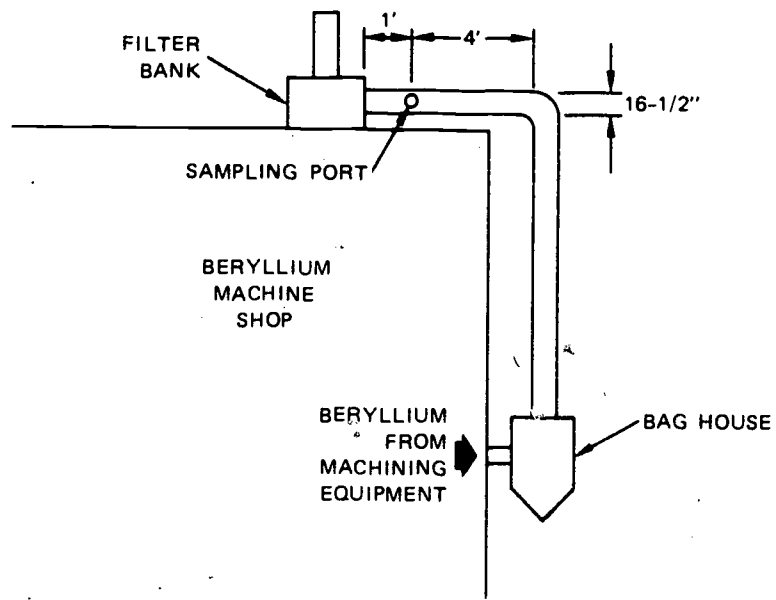 1'
4'
FILTER
BANK
16-1/2"
SAMPLING PORT
BERYLLIUM
MACHINE
SHOP
BERYLLIUM
FROM
MACHINING
EQUIPMENT
BAG HOUSE